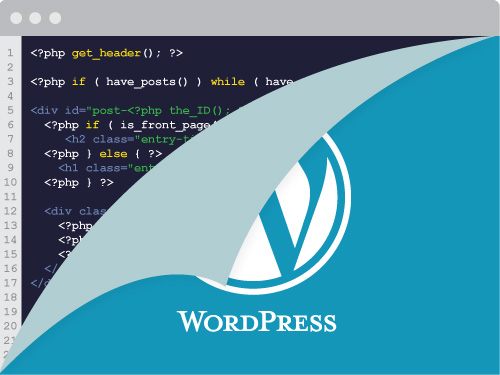 1 <?php get_header(); ?>
2
3 <?php if ( have_posts() ) while ( have
4
5 <div id="post-<?php the_ID();
6 <?php if ( is_front_page(
7 <h2 class="entry-t
8 <?php } else { ?>
9 <h1 class="ent
10 <?php } ?>
11
12 <div clas
13 <?php
14 <?php
15 <?
16 </
17 </d
18
19
20
21
WORDPRESS